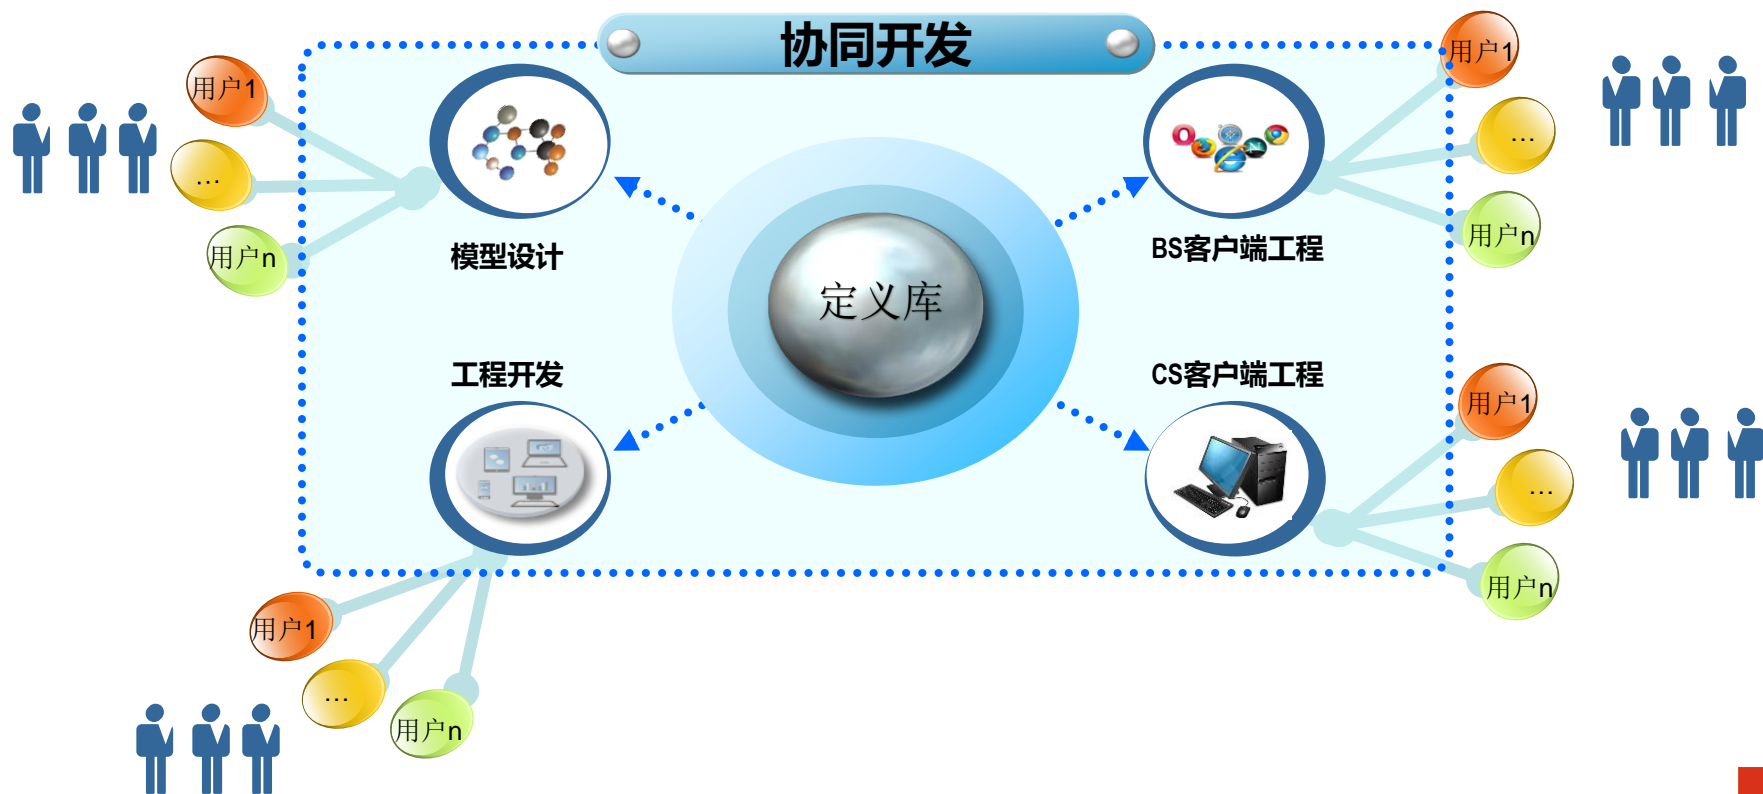 协同开发
用户1
...
用户n
模型设计
用户1
...
用户n
BS客户端工程
定义库
工程开发
用户1
...
用户n
CS客户端工程
用户1
...
用户n